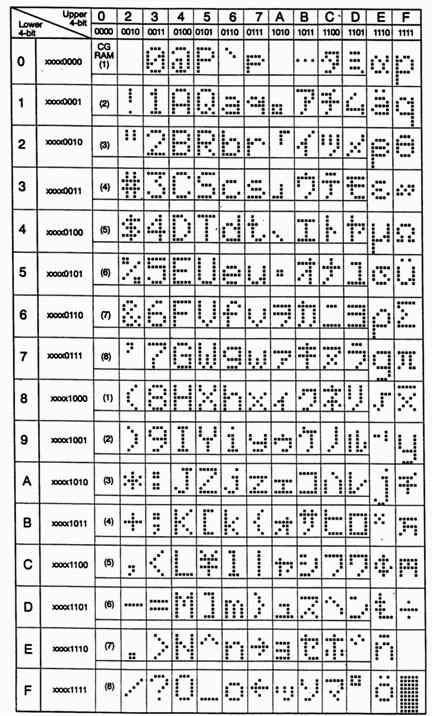 Upper 4-bit
Lower 4-bit
0 2 3 4 5 6 7 A B C D E F
0000 0010 0011 0100 0101 0110 0111 1010 1011 1100 1101 1110 1111
0 xxxx0000 CG RAM (1) 0 @ P ` p ー タ ミ α p
1 xxxx0001 (2) ! 1 A Q a q 。 ア チ ム ä q
2 xxxx0010 (3) " 2 B R b r 「 イ ツ メ β θ
3 xxxx0011 (4) # 3 C S c s 」 ウ テ モ ε ∞
4 xxxx0100 (5) $ 4 D T d t 、 エ ト ヤ μ Ω
5 xxxx0101 (6) % 5 E U e u ・ オ ナ ユ σ ü
6 xxxx0110 (7) & 6 F V f v ヲ カ ニ ヨ ρ Σ
7 xxxx0111 (8) ' 7 G W g w ァ キ ヌ ラ g π
8 xxxx1000 (1) ( 8 H X h x ィ ク ネ リ √ x̄
9 xxxx1001 (2) ) 9 I Y i y ゥ ケ ノ ル ⁻¹ y
A xxxx1010 (3) * : J Z j z ェ コ ハ レ j 千
B xxxx1011 (4) + ; K [ k { ォ サ ヒ ロ ˣ 万
C xxxx1100 (5) , < L ¥ l | ャ シ フ ワ ¢ 円
D xxxx1101 (6) - = M ] m } ュ ス ヘ ン £ ÷
E xxxx1110 (7) . > N ^ n → ョ セ ホ ゛ ñ
F xxxx1111 (8) / ? O _ o ← ッ ソ マ ゜ ö █